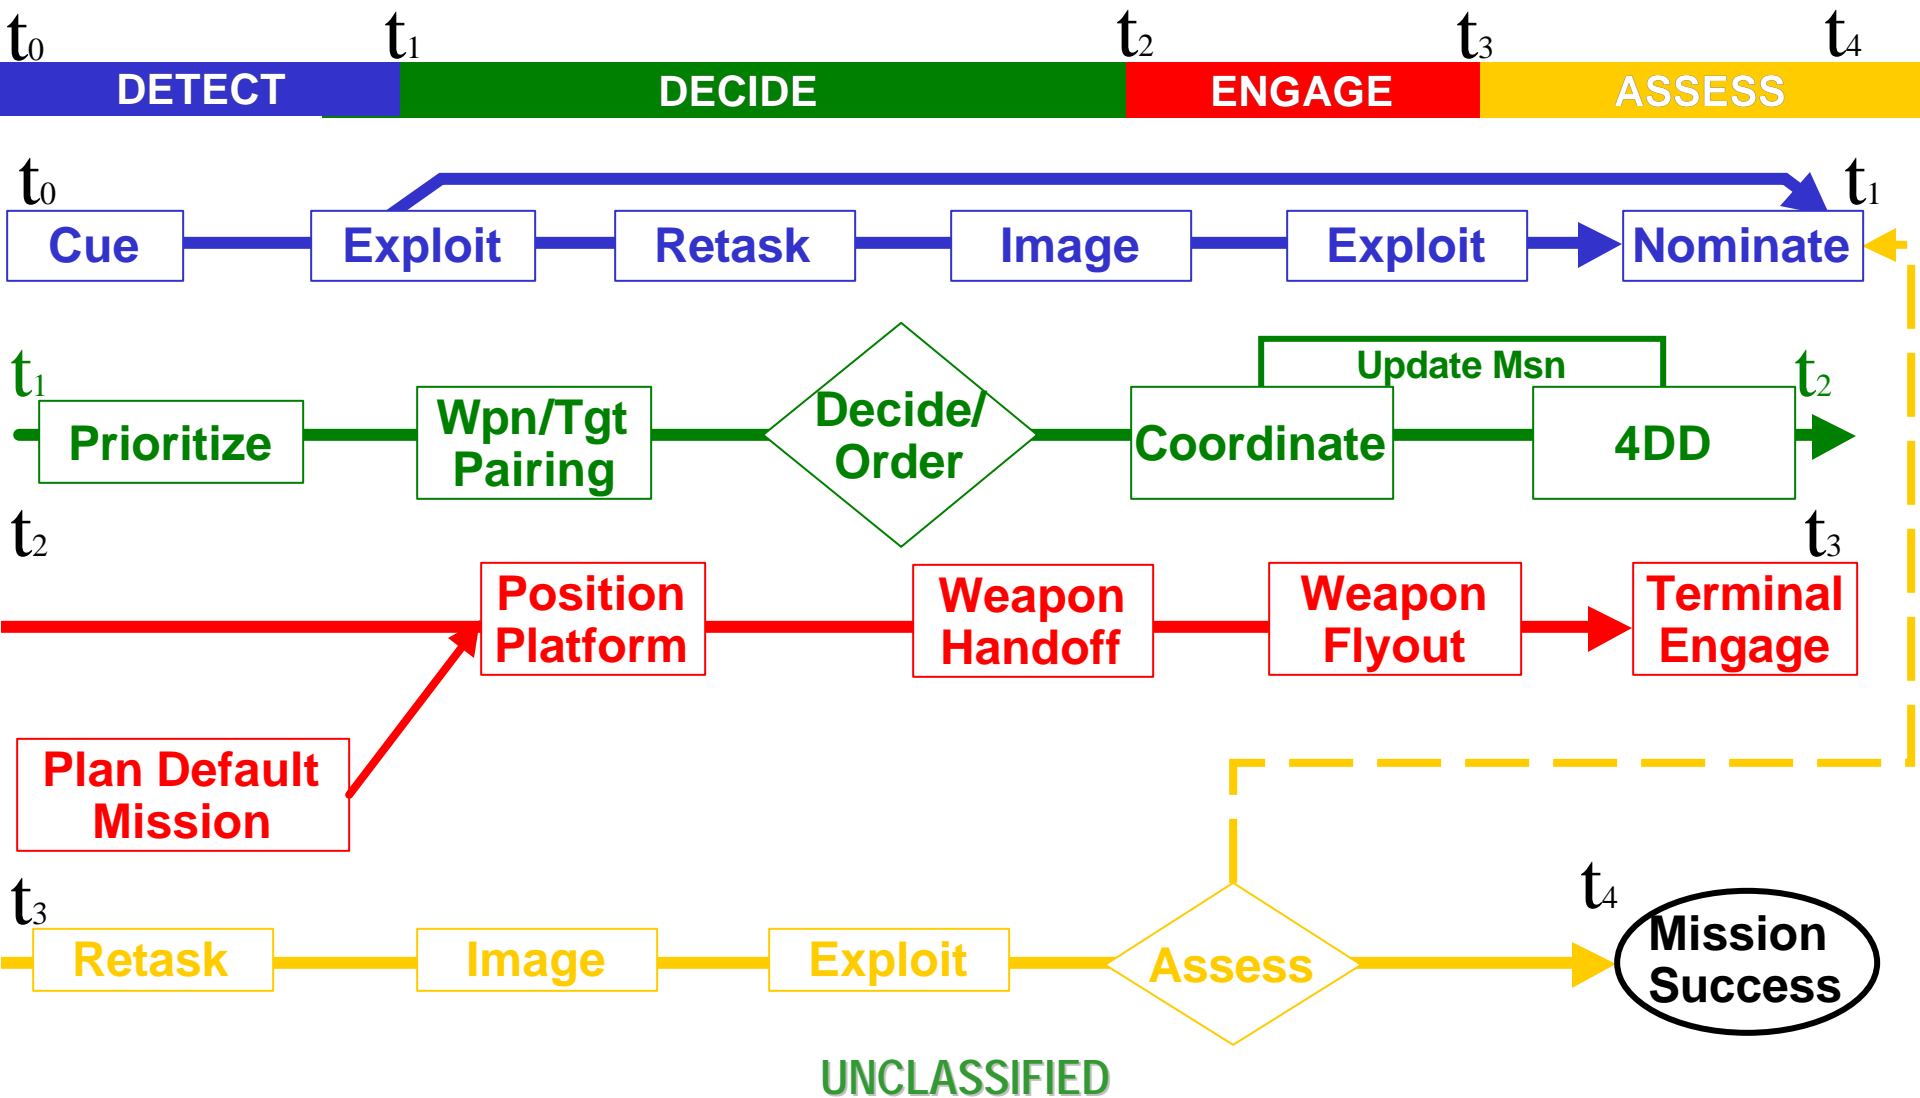 t0 t1 t2 t3 t4
DETECT DECIDE ENGAGE ASSESS
t0 t1
Cue Exploit Retask Image Exploit Nominate
Update Msn
t1 t2
Prioritize
Wpn/Tgt
Pairing
Decide/
Order
Coordinate
4DD
t2 t3
Position
Platform
Weapon
Handoff
Weapon
Flyout
Terminal
Engage
Plan Default
Mission
t3 t4
Retask Image Exploit Assess
Mission
Success
UNCLASSIFIED